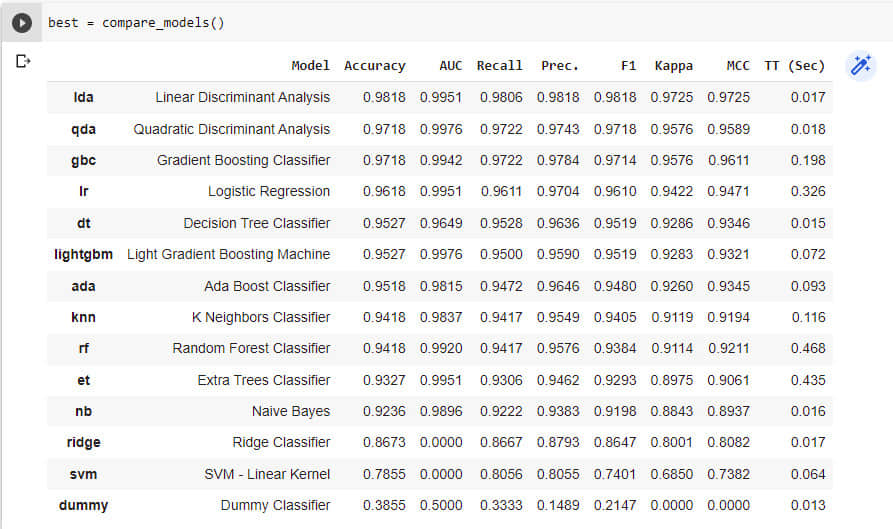 best = compare_models()
Model Accuracy AUC Recall Prec. F1 Kappa MCC TT (Sec)
lda Linear Discriminant Analysis 0.9818 0.9951 0.9806 0.9818 0.9818 0.9725 0.9725 0.017
qda Quadratic Discriminant Analysis 0.9718 0.9976 0.9722 0.9743 0.9718 0.9576 0.9589 0.018
gbc Gradient Boosting Classifier 0.9718 0.9942 0.9722 0.9784 0.9714 0.9576 0.9611 0.198
lr Logistic Regression 0.9618 0.9951 0.9611 0.9704 0.9610 0.9422 0.9471 0.326
dt Decision Tree Classifier 0.9527 0.9649 0.9528 0.9636 0.9519 0.9286 0.9346 0.015
lightgbm Light Gradient Boosting Machine 0.9527 0.9976 0.9500 0.9590 0.9519 0.9283 0.9321 0.072
ada Ada Boost Classifier 0.9518 0.9815 0.9472 0.9646 0.9480 0.9260 0.9345 0.093
knn K Neighbors Classifier 0.9418 0.9837 0.9417 0.9549 0.9405 0.9119 0.9194 0.116
rf Random Forest Classifier 0.9418 0.9920 0.9417 0.9576 0.9384 0.9114 0.9211 0.468
et Extra Trees Classifier 0.9327 0.9951 0.9306 0.9462 0.9293 0.8975 0.9061 0.435
nb Naive Bayes 0.9236 0.9896 0.9222 0.9383 0.9198 0.8843 0.8937 0.016
ridge Ridge Classifier 0.8673 0.0000 0.8667 0.8793 0.8647 0.8001 0.8082 0.017
svm SVM - Linear Kernel 0.7855 0.0000 0.8056 0.8055 0.7401 0.6850 0.7382 0.064
dummy Dummy Classifier 0.3855 0.5000 0.3333 0.1489 0.2147 0.0000 0.0000 0.013